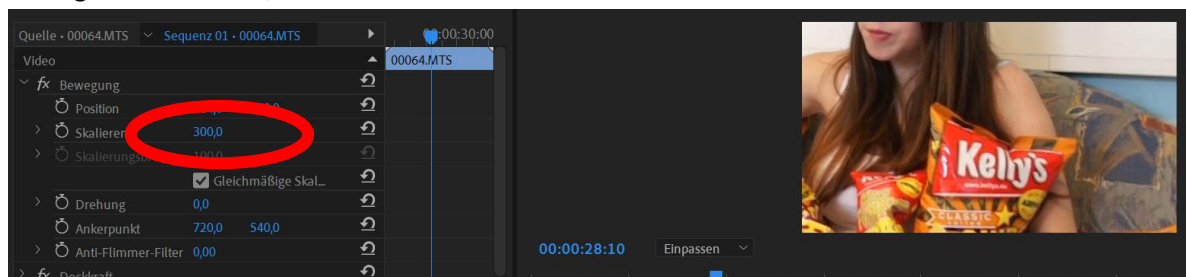 Quelle • 00064.MTS Sequenz 01 • 00064.MTS
00:00:30:00
Video
00064.MTS
fx Bewegung
Position
Skalieren 300,0
100,0
Gleichmäßige Skal...
Drehung 0,0
Ankerpunkt 720,0 540,0
Anti-Flimmer-Filter 0,00
fx Deckkraft
Kelly's
www.kellys.eu
CLASSIC
00:00:28:10 Einpassen